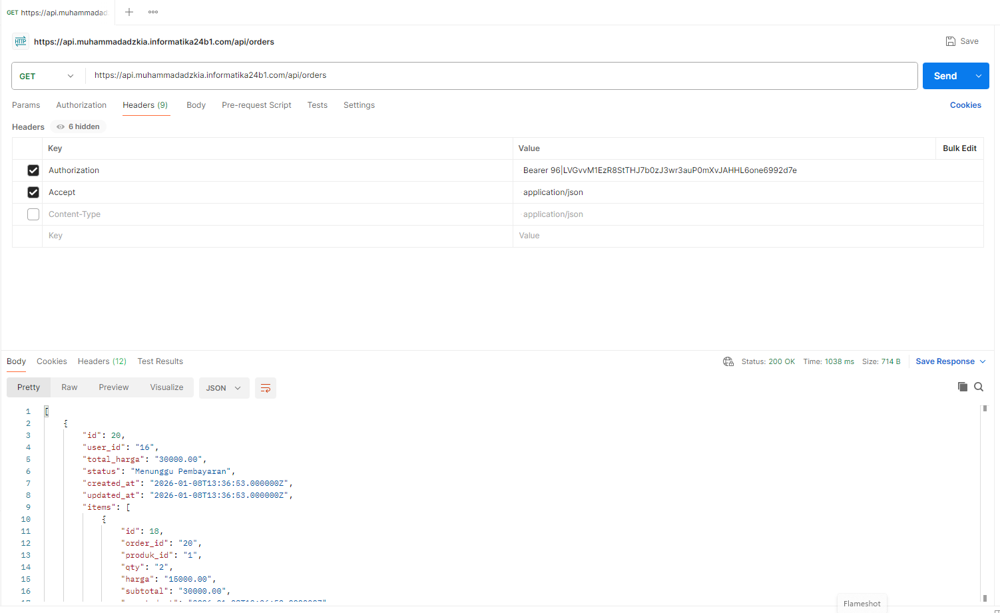 GET https://api.muhammadad
https://api.muhammadadzkia.informatika24b1.com/api/orders
Save
GET https://api.muhammadadzkia.informatika24b1.com/api/orders
Send
Params Authorization Headers (9) Body Pre-request Script Tests Settings
Cookies
Headers 6 hidden
Key Value Bulk Edit
Authorization Bearer 96|LVGvvM1EzR8StTHJ7b0zJ3wr3auP0mXvJAHHL6one6992d7e
Accept application/json
Content-Type application/json
Key Value
Body Cookies Headers (12) Test Results
Status: 200 OK Time: 1038 ms Size: 714 B Save Response
Pretty Raw Preview Visualize JSON
1 [
2 {
3 "id": 20,
4 "user_id": "16",
5 "total_harga": "30000.00",
6 "status": "Menunggu Pembayaran",
7 "created_at": "2026-01-08T13:36:53.000000Z",
8 "updated_at": "2026-01-08T13:36:53.000000Z",
9 "items": [
10 {
11 "id": 18,
12 "order_id": "20",
13 "produk_id": "1",
14 "qty": "2",
15 "harga": "15000.00",
16 "subtotal": "30000.00",
Flameshot